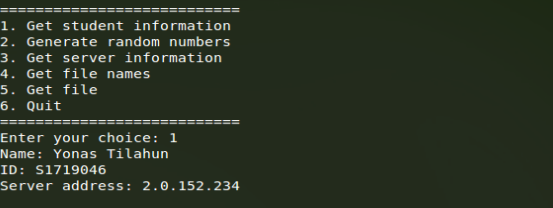 ===========================
1. Get student information
2. Generate random numbers
3. Get server information
4. Get file names
5. Get file
6. Quit
===========================
Enter your choice: 1
Name: Yonas Tilahun
ID: S1719046
Server address: 2.0.152.234